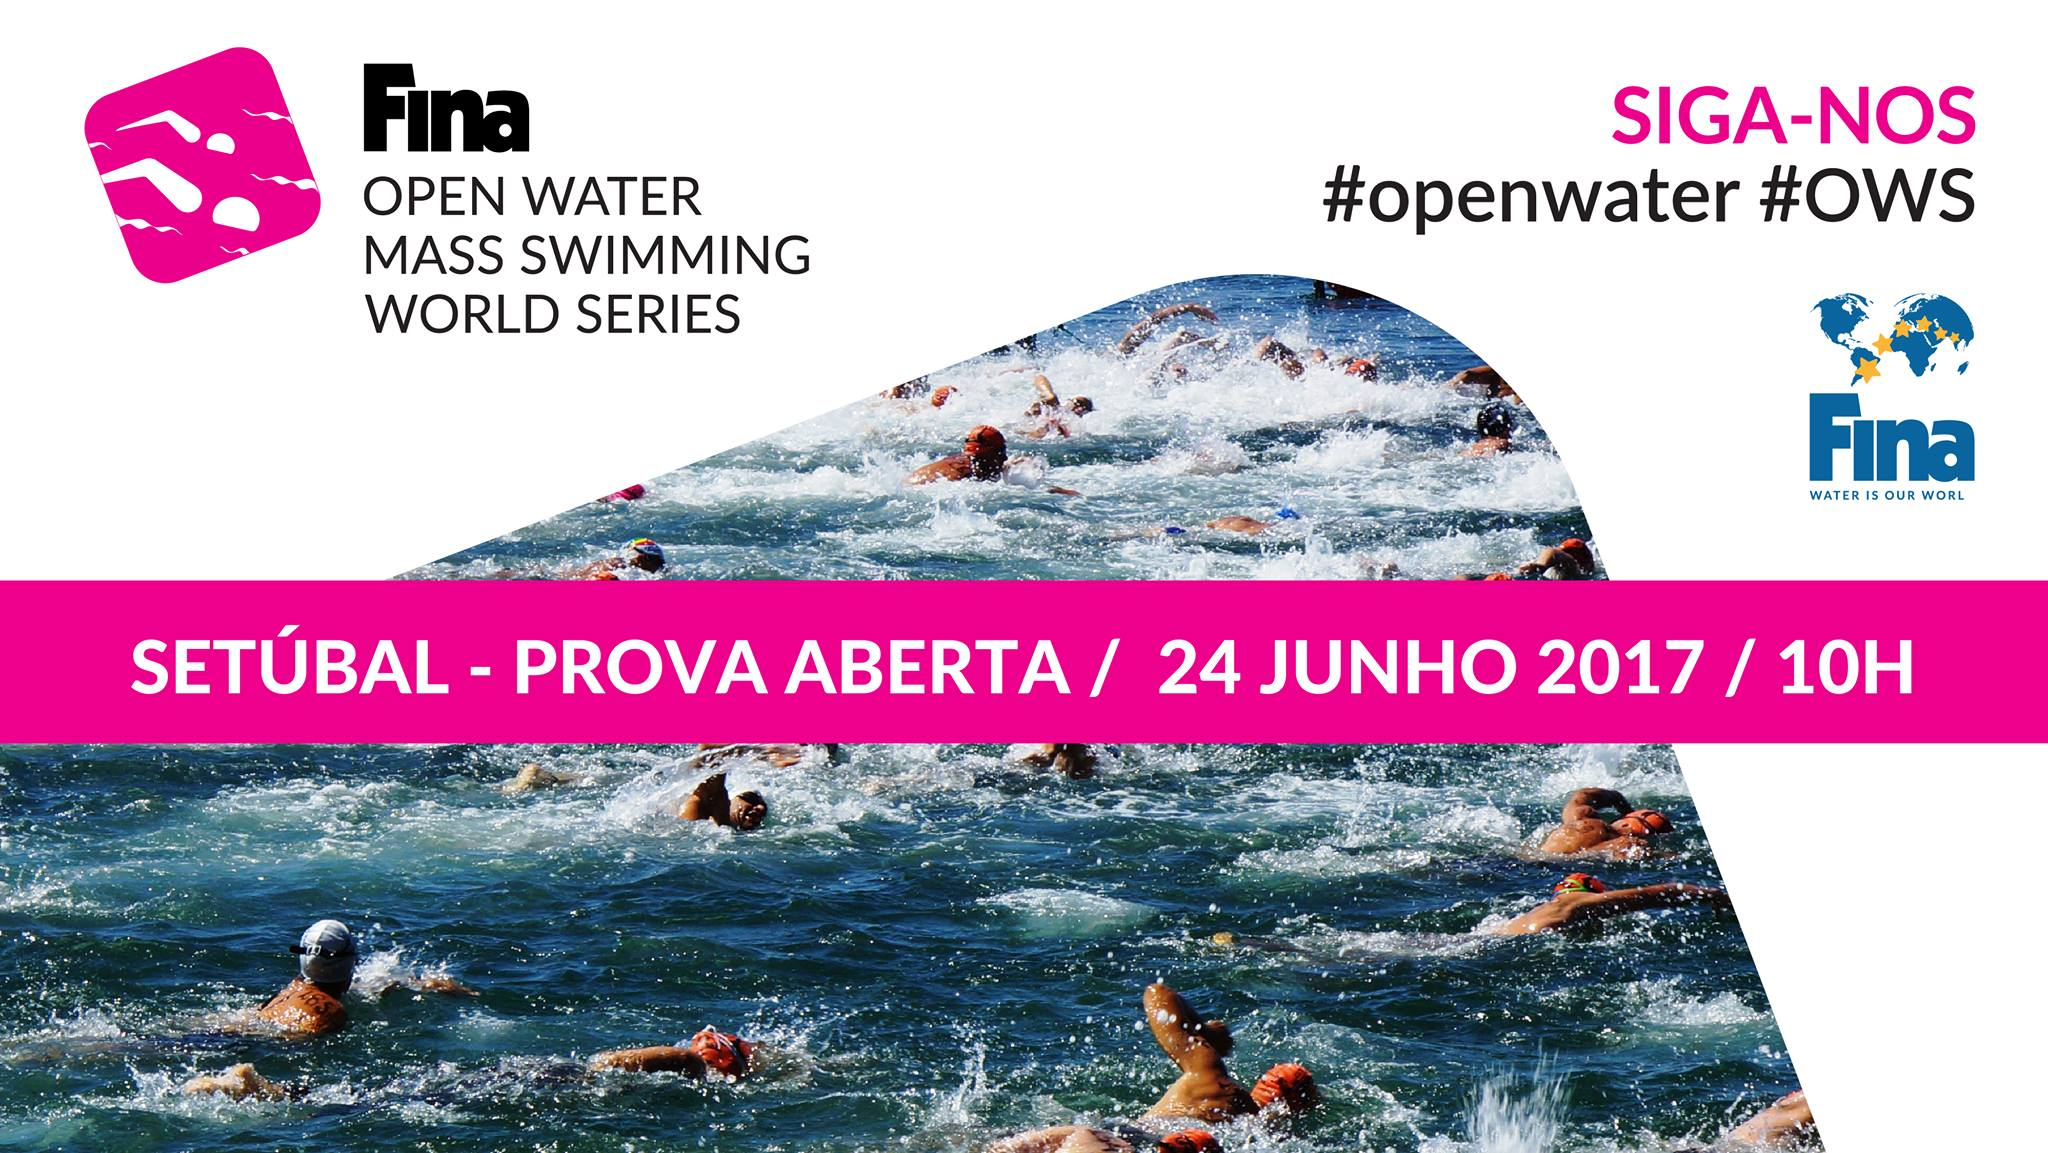 Fina
OPEN WATER
MASS SWIMMING
WORLD SERIES
SIGA-NOS
#openwater #OWS
Fina
WATER IS OUR WORL
SETÚBAL - PROVA ABERTA / 24 JUNHO 2017 / 10H